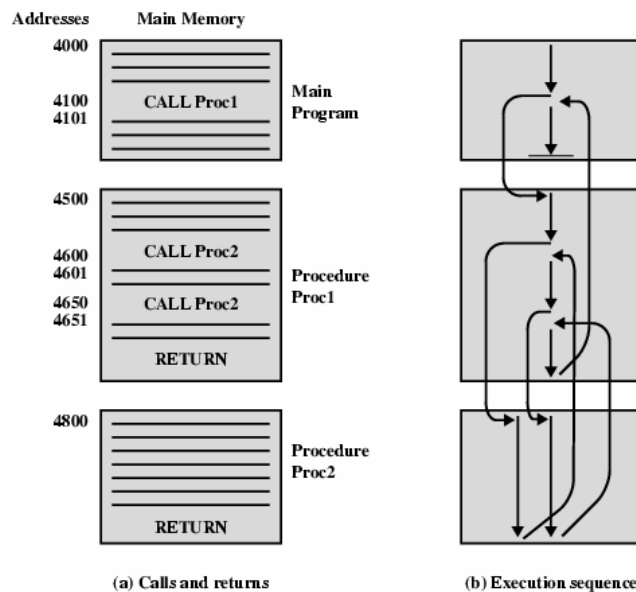 Addresses Main Memory
4000
4100 CALL Proc1
4101
Main
Program
4500
4600 CALL Proc2
4601
Procedure
Proc1
4650 CALL Proc2
4651
RETURN
4800
Procedure
Proc2
RETURN
(a) Calls and returns
(b) Execution sequence